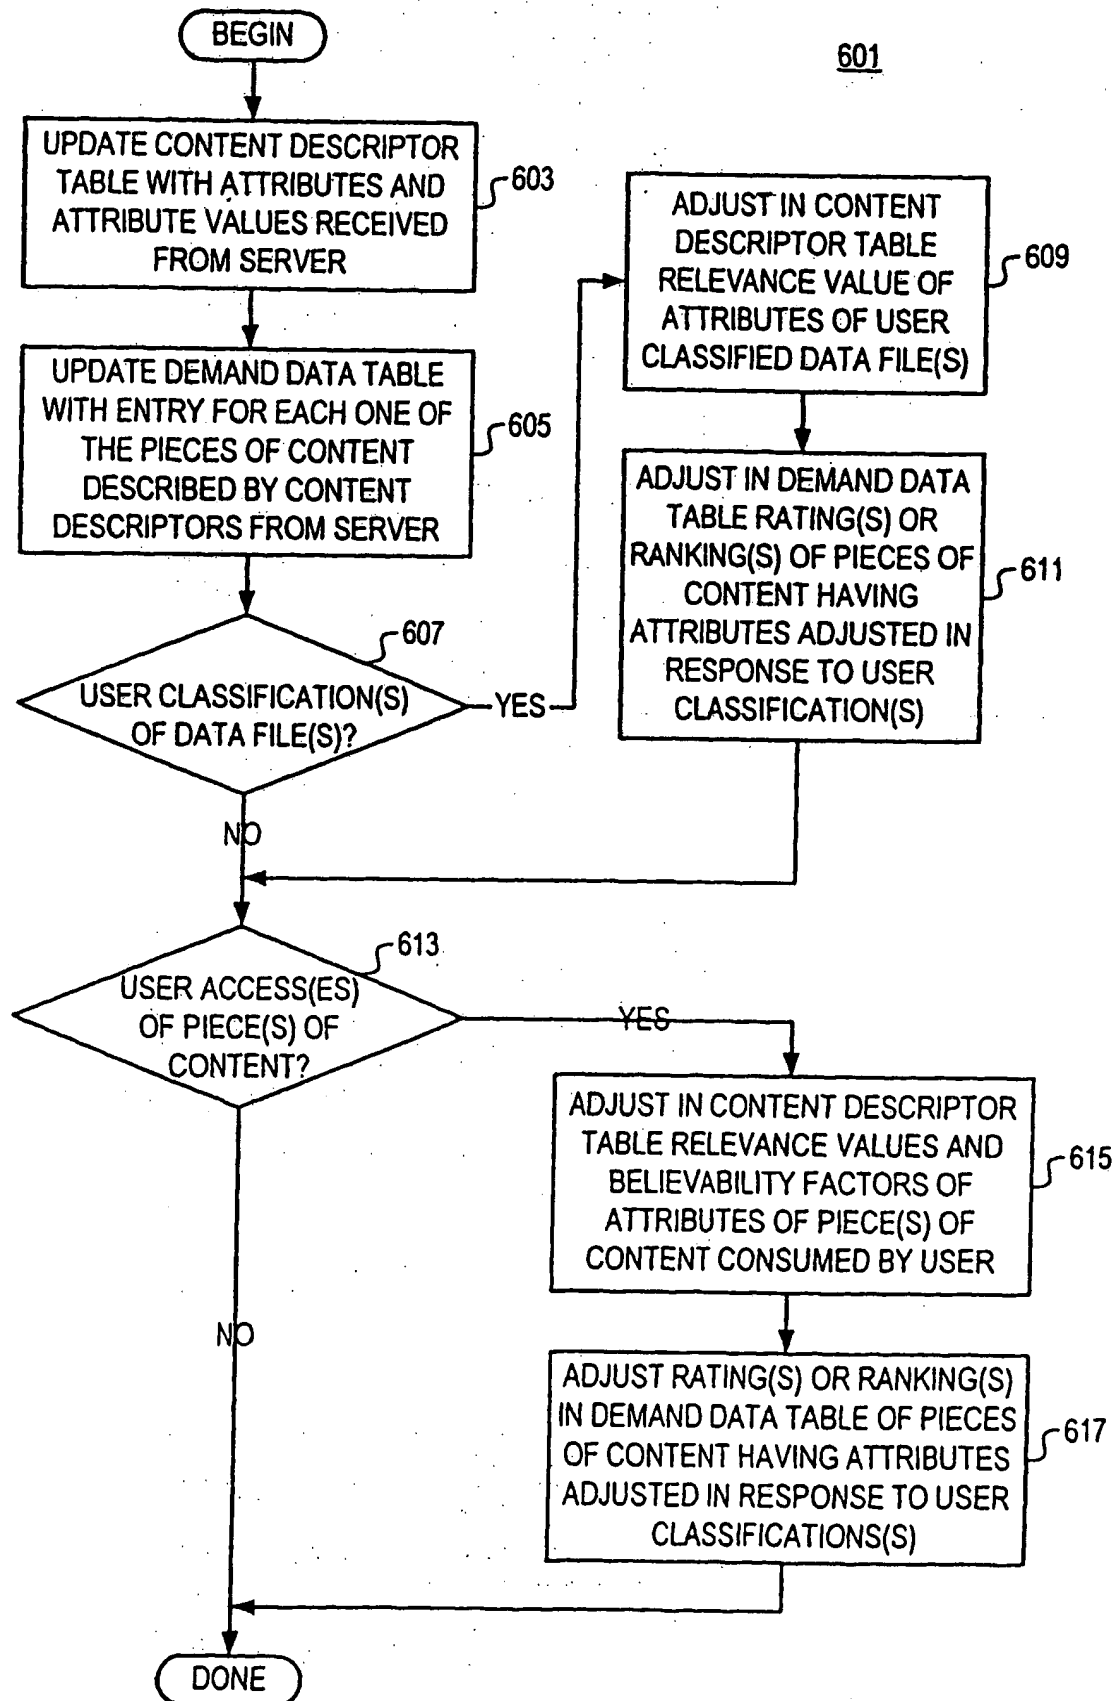 BEGIN
601
UPDATE CONTENT DESCRIPTOR
TABLE WITH ATTRIBUTES AND
ATTRIBUTE VALUES RECEIVED
FROM SERVER
603
UPDATE DEMAND DATA TABLE
WITH ENTRY FOR EACH ONE OF
THE PIECES OF CONTENT
DESCRIBED BY CONTENT
DESCRIPTORS FROM SERVER
605
607
USER CLASSIFICATION(S)
OF DATA FILE(S)?
YES
NO
ADJUST IN CONTENT
DESCRIPTOR TABLE
RELEVANCE VALUE OF
ATTRIBUTES OF USER
CLASSIFIED DATA FILE(S)
609
ADJUST IN DEMAND DATA
TABLE RATING(S) OR
RANKING(S) OF PIECES OF
CONTENT HAVING
ATTRIBUTES ADJUSTED IN
RESPONSE TO USER
CLASSIFICATION(S)
611
613
USER ACCESS(ES)
OF PIECE(S) OF
CONTENT?
YES
NO
ADJUST IN CONTENT DESCRIPTOR
TABLE RELEVANCE VALUES AND
BELIEVABILITY FACTORS OF
ATTRIBUTES OF PIECE(S) OF
CONTENT CONSUMED BY USER
615
ADJUST RATING(S) OR RANKING(S)
IN DEMAND DATA TABLE OF PIECES
OF CONTENT HAVING ATTRIBUTES
ADJUSTED IN RESPONSE TO USER
CLASSIFICATIONS(S)
617
DONE